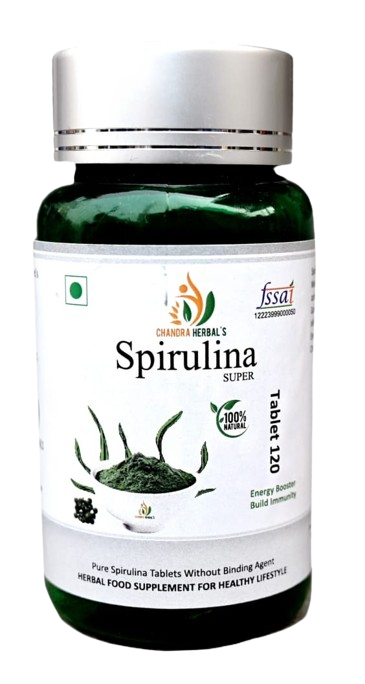 fssai
12223999000050
CHANDRA HERBAL'S
Spirulina
SUPER
100%
NATURAL
Tablet 120
Energy Booster
Build Immunity
Pure Spirulina Tablets Without Binding Agent
HERBAL FOOD SUPPLEMENT FOR HEALTHY LIFESTYLE